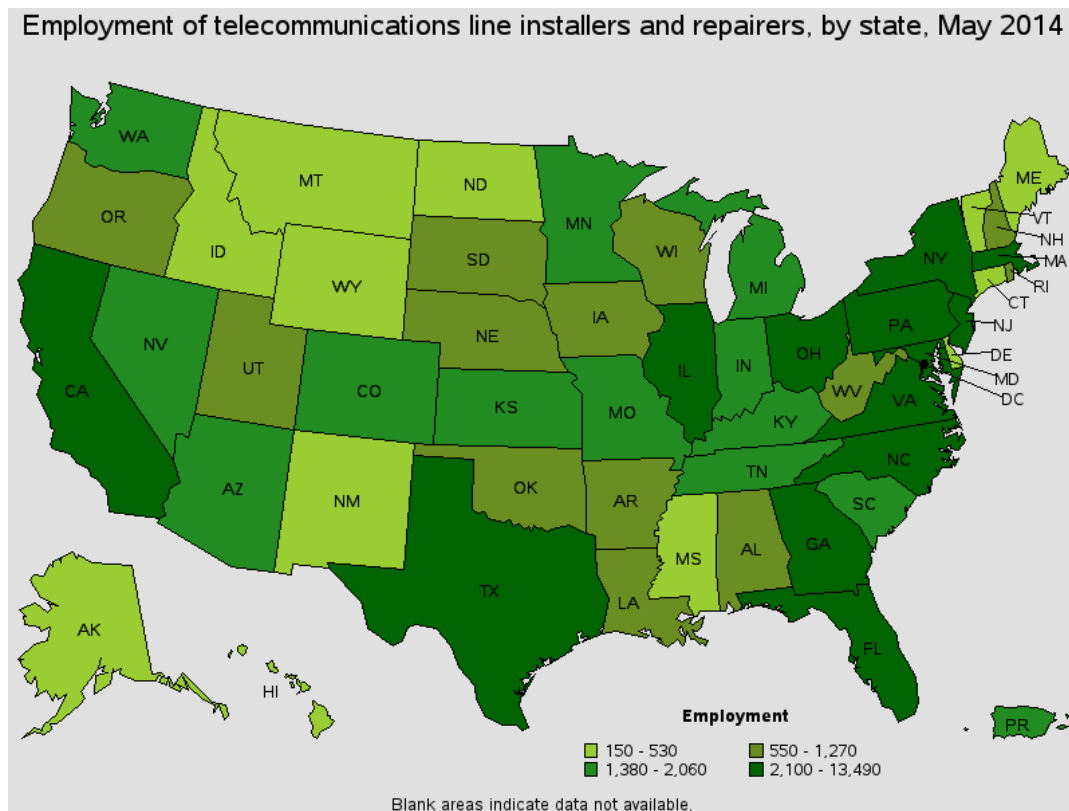 Employment of telecommunications line installers and repairers, by state, May 2014
WA
MT
ND
ME
OR
MN
VT
ID
WI
NH
SD
NY
MA
WY
MI
RI
CT
IA
PA
NJ
NE
NV
OH
DE
UT
IL
IN
MD
CA
CO
WV
DC
KS
MO
VA
KY
NC
TN
AZ
OK
NM
AR
SC
MS
AL
GA
TX
LA
AK
FL
HI
PR
Employment
150 - 530
550 - 1,270
1,380 - 2,060
2,100 - 13,490
Blank areas indicate data not available.